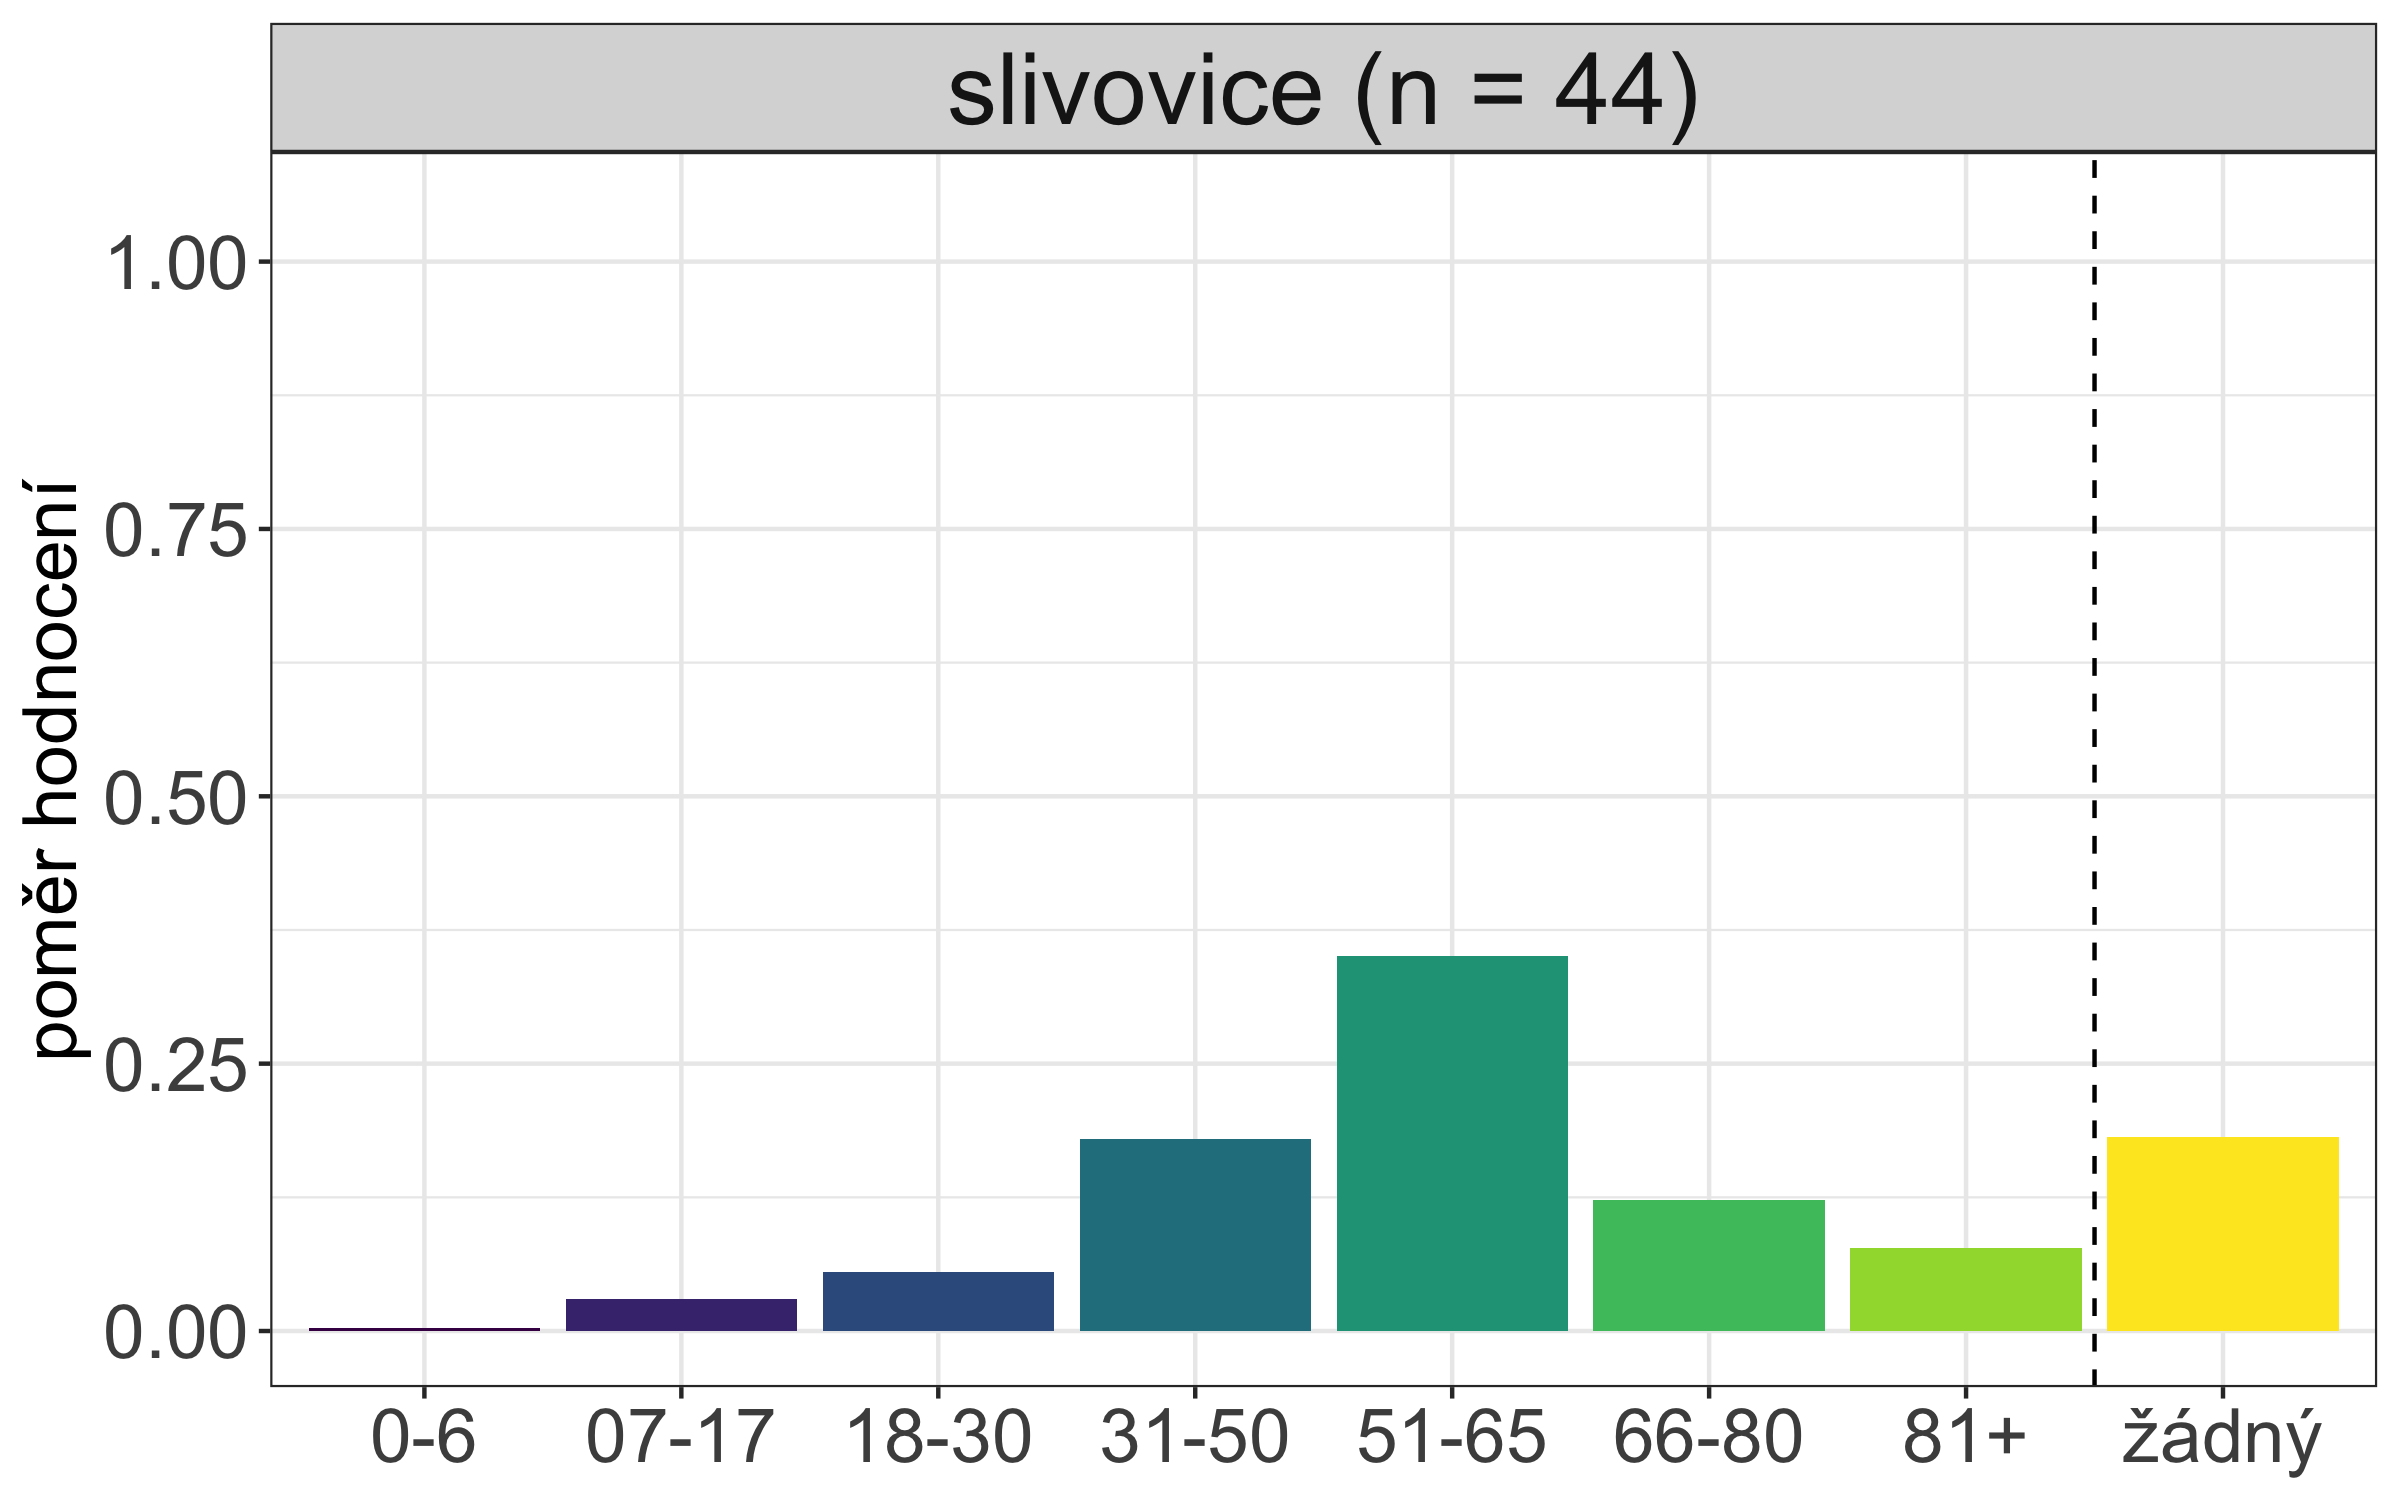 slivovice (n = 44)
poměr hodnocení
1.00
0.75
0.50
0.25
0.00
0-6 07-17 18-30 31-50 51-65 66-80 81+ žádný